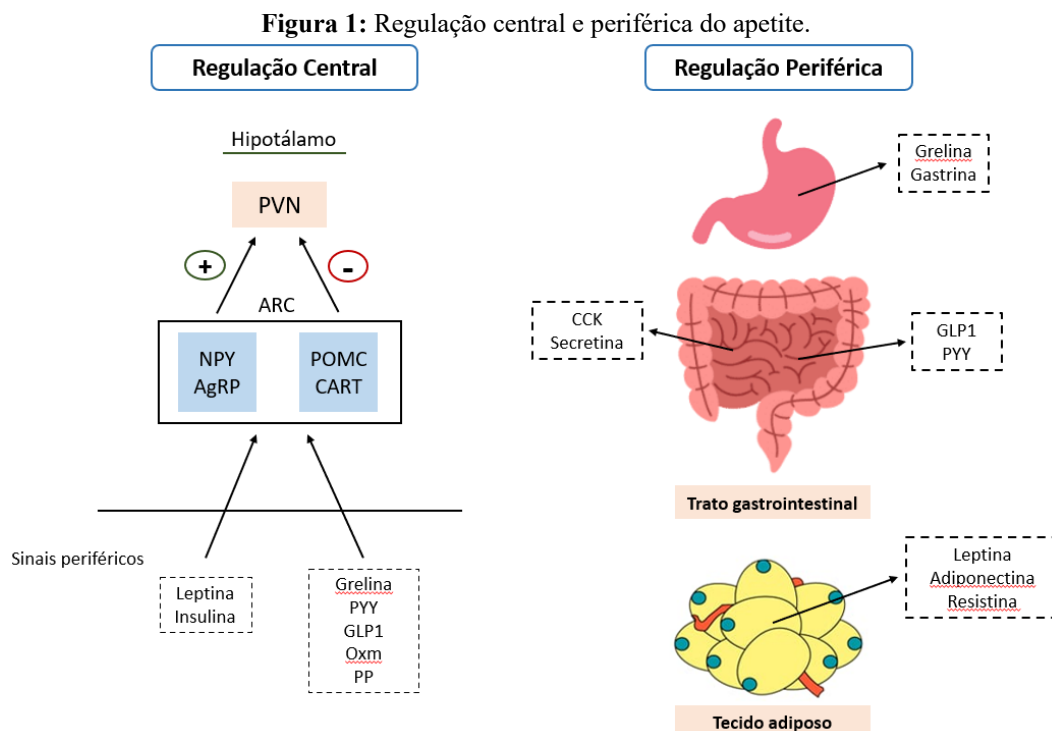 Figura 1: Regulação central e periférica do apetite.
Regulação Central
Hipotálamo
PVN
+
-
ARC
NPY
AgRP
POMC
CART
Sinais periféricos
Leptina
Insulina
Grelina
PYY
GLP1
Oxm
PP
Regulação Periférica
Grelina
Gastrina
CCK
Secretina
GLP1
PYY
Trato gastrointestinal
Leptina
Adiponectina
Resistina
Tecido adiposo